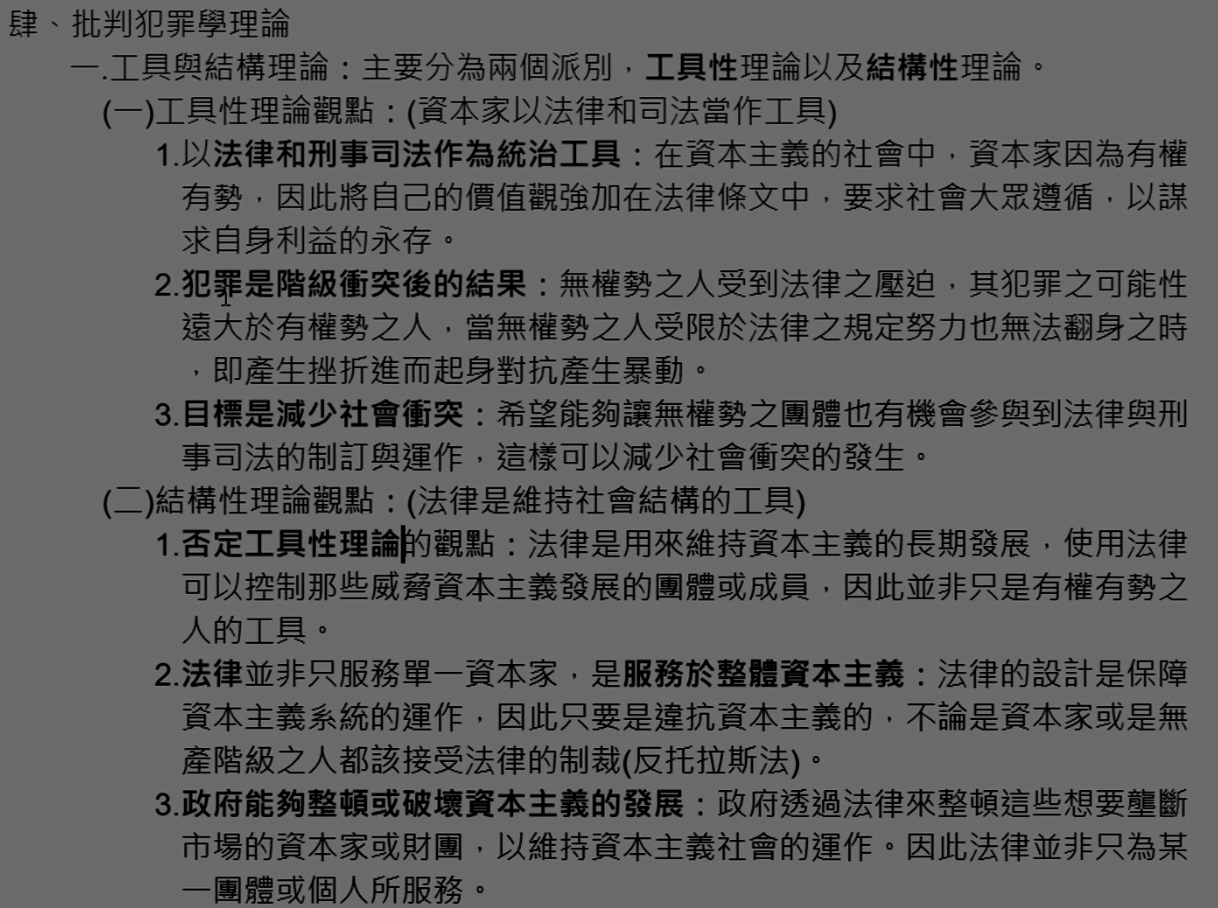 肆、批判犯罪學理論
一.工具與結構理論：主要分為兩個派別，工具性理論以及結構性理論。
(一)工具性理論觀點：(資本家以法律和司法當作工具)
1.以法律和刑事司法作為統治工具：在資本主義的社會中，資本家因為有權
有勢，因此將自己的價值觀強加在法律條文中，要求社會大眾遵循，以謀
求自身利益的永存。
2.犯罪是階級衝突後的結果：無權勢之人受到法律之壓迫，其犯罪之可能性
遠大於有權勢之人，當無權勢之人受限於法律之規定努力也無法翻身之時
，即產生挫折進而起身對抗產生暴動。
3.目標是減少社會衝突：希望能夠讓無權勢之團體也有機會參與到法律與刑
事司法的制訂與運作，這樣可以減少社會衝突的發生。
(二)結構性理論觀點：(法律是維持社會結構的工具)
1.否定工具性理論的觀點：法律是用來維持資本主義的長期發展，使用法律
可以控制那些威脅資本主義發展的團體或成員，因此並非只是有權有勢之
人的工具。
2.法律並非只服務單一資本家，是服務於整體資本主義：法律的設計是保障
資本主義系統的運作，因此只要是違抗資本主義的，不論是資本家或是無
產階級之人都該接受法律的制裁(反托拉斯法)。
3.政府能夠整頓或破壞資本主義的發展：政府透過法律來整頓這些想要壟斷
市場的資本家或財團，以維持資本主義社會的運作。因此法律並非只為某
一團體或個人所服務。